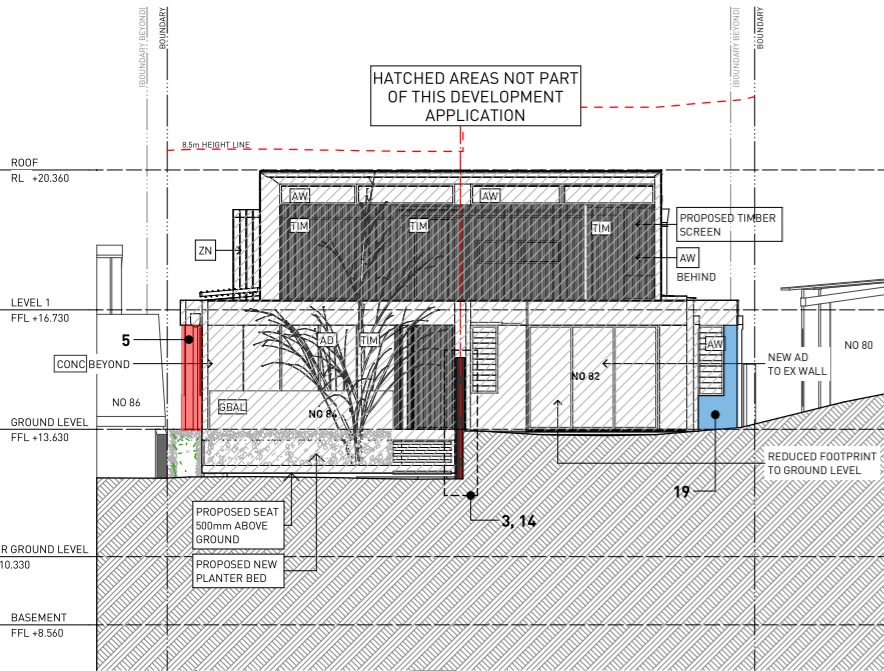 (BOUNDARY BEYOND)
BOUNDARY
(BOUNDARY BEYOND)
BOUNDARY
HATCHED AREAS NOT PART
OF THIS DEVELOPMENT
APPLICATION
8.5m HEIGHT LINE
ROOF
RL +20.360
AW
AW
TIM
TIM
TIM
PROPOSED TIMBER
SCREEN
ZN
AW
BEHIND
LEVEL 1
FFL +16.730
5
AD
TIM
AW
NO 80
CONC BEYOND
NEW AD
TO EX WALL
NO 82
NO 86
GBAL
NO 84
GROUND LEVEL
FFL +13.630
REDUCED FOOTPRINT
TO GROUND LEVEL
19
PROPOSED SEAT
500mm ABOVE
GROUND
3, 14
R GROUND LEVEL
10.330
PROPOSED NEW
PLANTER BED
BASEMENT
FFL +8.560